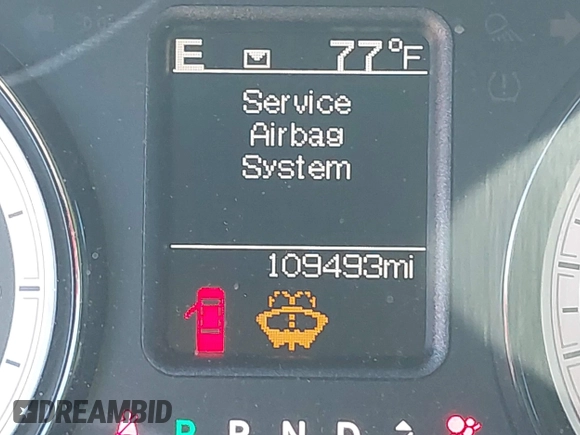 E 77°F
Service
Airbag
System
109493mi
P R N D
DREAMBID